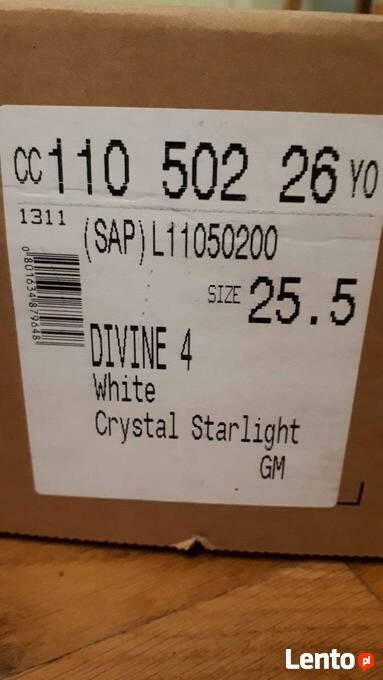 CC 110 502 26 YO
1311
(SAP)L11050200
0801634879648
SIZE 25.5
DIVINE 4
White
Crystal Starlight
GM
Lento.pl